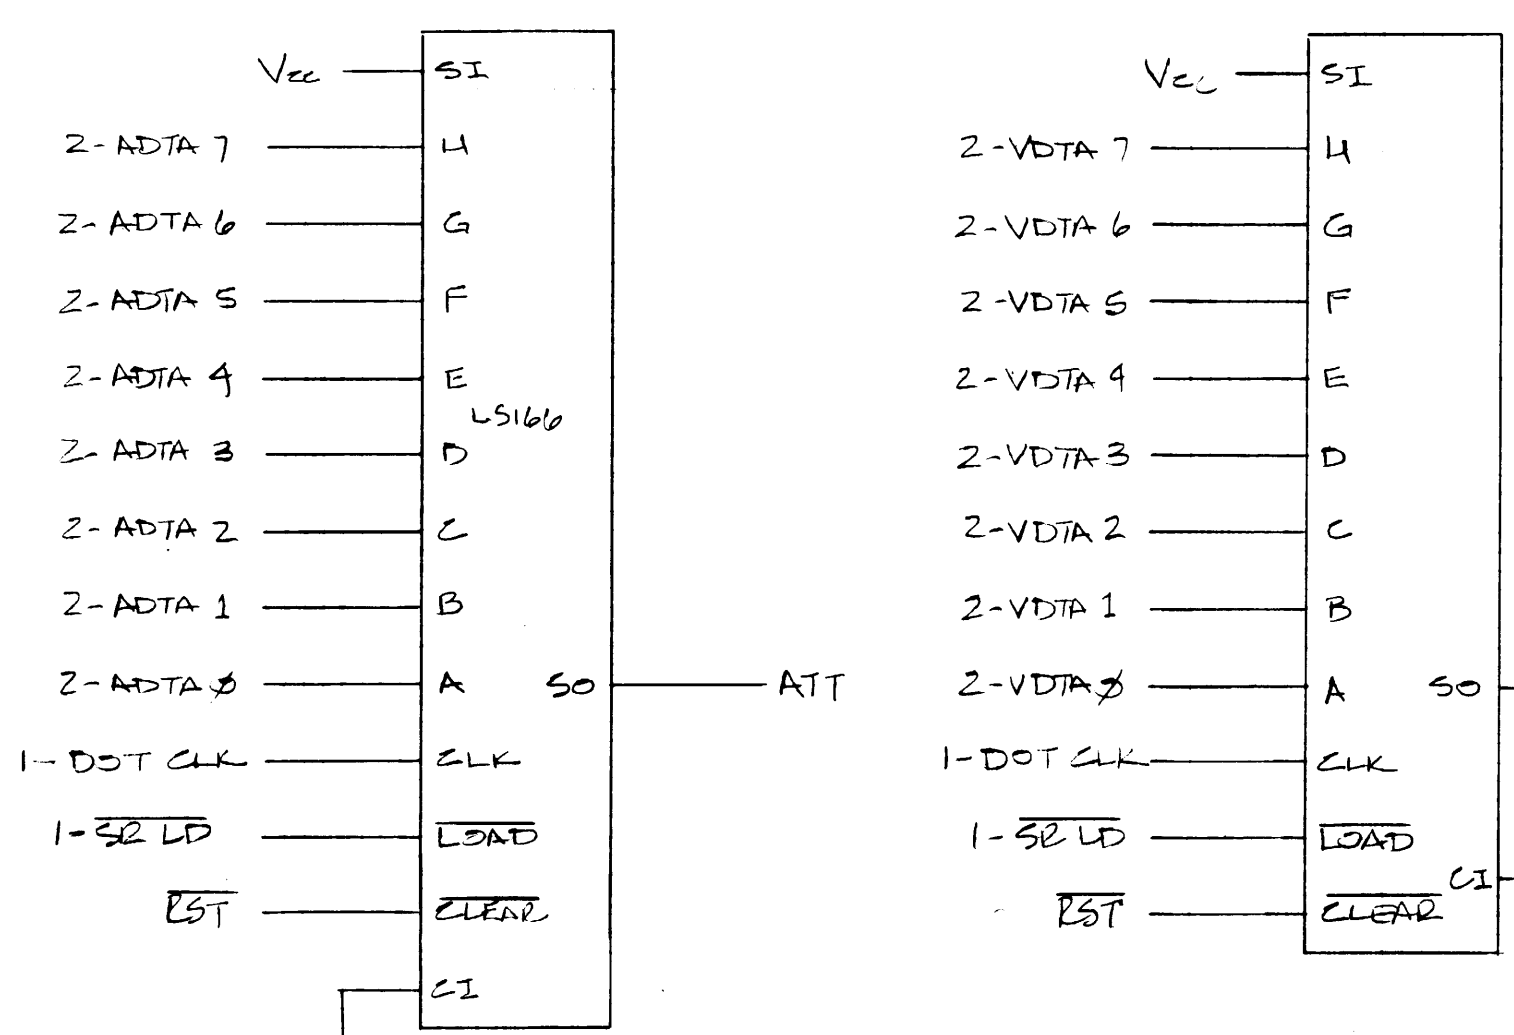 Vcc SI
2-ADTA 7 H
2-ADTA 6 G
2-ADTA 5 F
2-ADTA 4 E
LS166
2-ADTA 3 D
2-ADTA 2 C
2-ADTA 1 B
2-ADTA Ø A SO ATT
1-DOT CLK CLK
1-SR LD LOAD
RST CLEAR
CI
Vcc SI
2-VDTA 7 H
2-VDTA 6 G
2-VDTA 5 F
2-VDTA 4 E
2-VDTA 3 D
2-VDTA 2 C
2-VDTA 1 B
2-VDTA Ø A SO
1-DOT CLK CLK
1-SR LD LOAD
CI
RST CLEAR